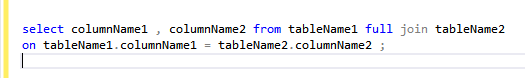 select columnName1 , columnName2 from tableName1 full join tableName2
on tableName1.columnName1 = tableName2.columnName2 ;